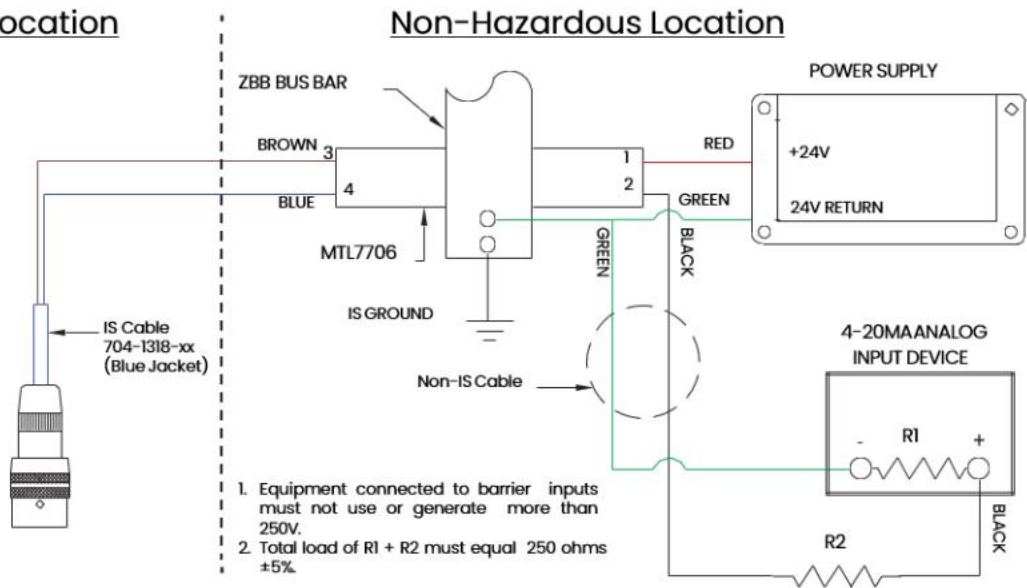 ocation
Non-Hazardous Location
POWER SUPPLY
ZBB BUS BAR
BROWN
3
1
RED
+24V
4
2
BLUE
GREEN
24V RETURN
MTL7706
GREEN
BLACK
IS GROUND
IS Cable
704-1318-xx
(Blue Jacket)
4-20MAANALOG
INPUT DEVICE
Non-IS Cable
- R1 +
1. Equipment connected to barrier inputs
must not use or generate more than
250V.
2. Total load of R1 + R2 must equal 250 ohms
±5%.
R2
BLACK